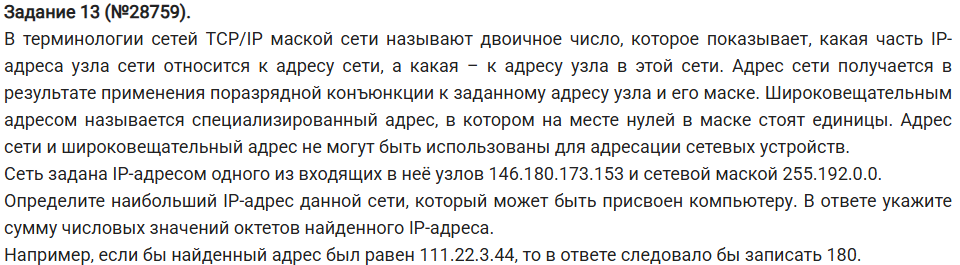 Задание 13 (№28759).
В терминологии сетей TCP/IP маской сети называют двоичное число, которое показывает, какая часть IP-
адреса узла сети относится к адресу сети, а какая – к адресу узла в этой сети. Адрес сети получается в
результате применения поразрядной конъюнкции к заданному адресу узла и его маске. Широковещательным
адресом называется специализированный адрес, в котором на месте нулей в маске стоят единицы. Адрес
сети и широковещательный адрес не могут быть использованы для адресации сетевых устройств.
Сеть задана IP-адресом одного из входящих в неё узлов 146.180.173.153 и сетевой маской 255.192.0.0.
Определите наибольший IP-адрес данной сети, который может быть присвоен компьютеру. В ответе укажите
сумму числовых значений октетов найденного IP-адреса.
Например, если бы найденный адрес был равен 111.22.3.44, то в ответе следовало бы записать 180.